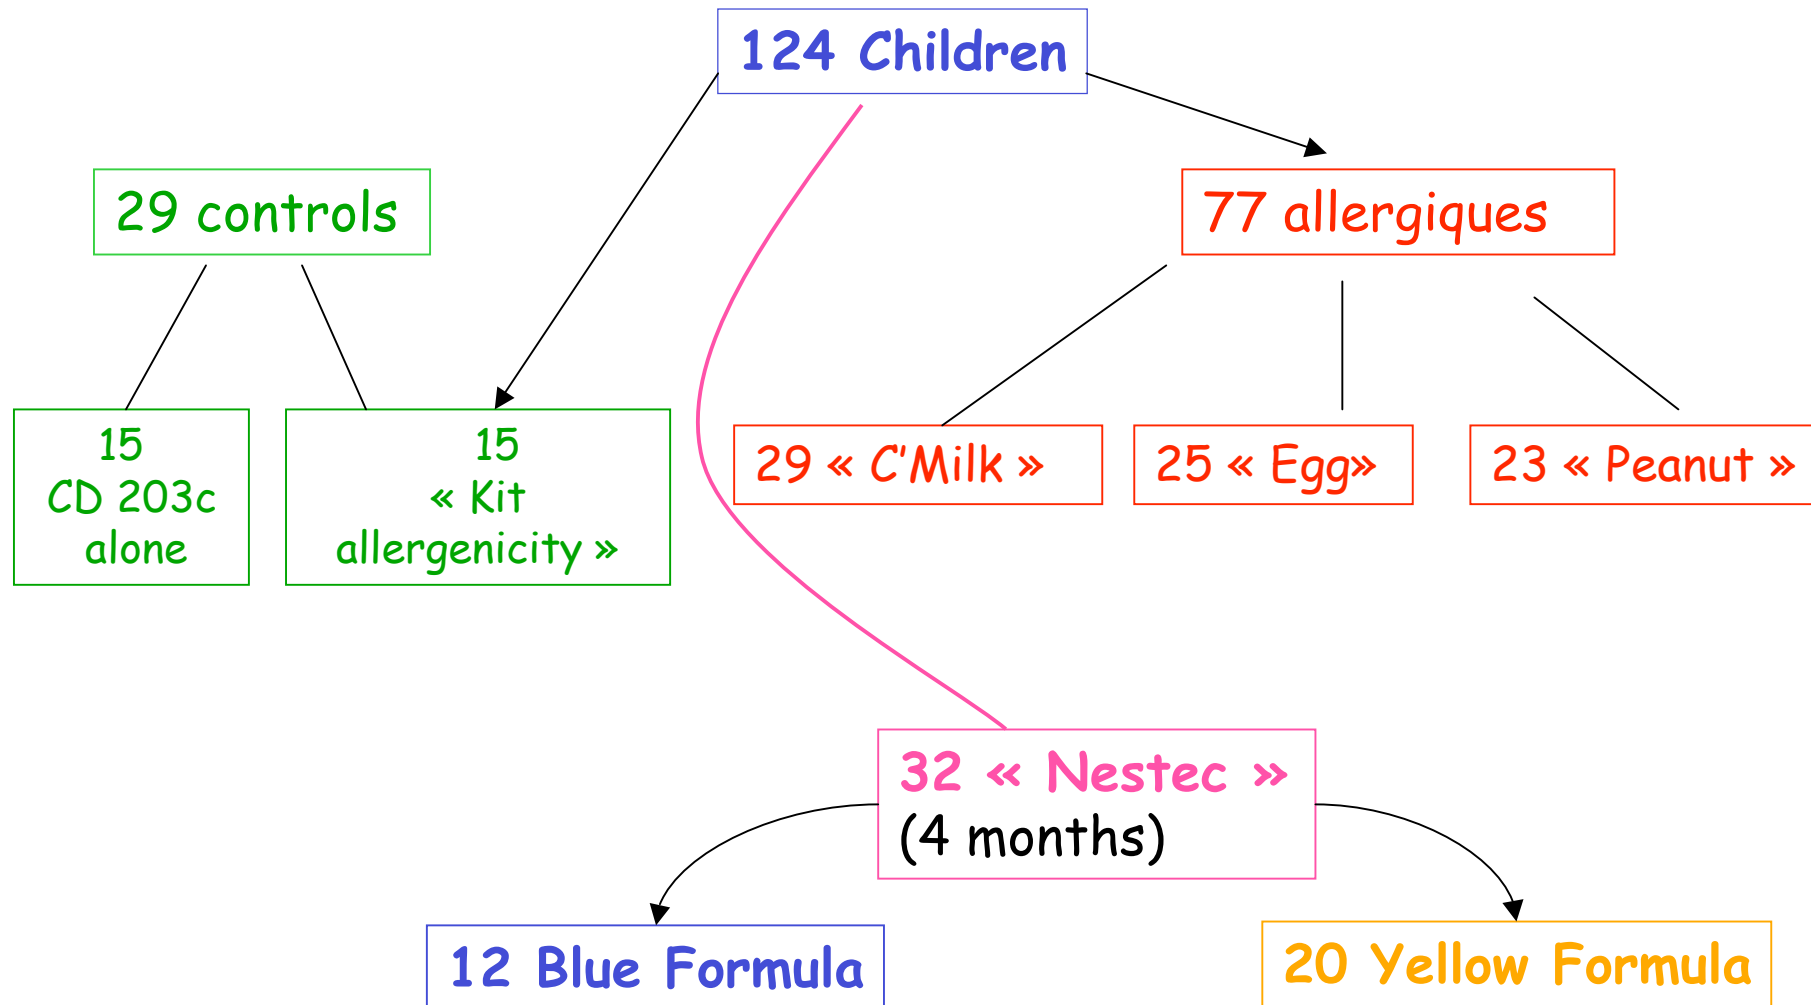 124 Children
29 controls
77 allergiques
15
CD 203c
alone
15
« Kit
allergenicity »
29 « C'Milk »
25 « Egg»
23 « Peanut »
32 « Nestec »
(4 months)
12 Blue Formula
20 Yellow Formula